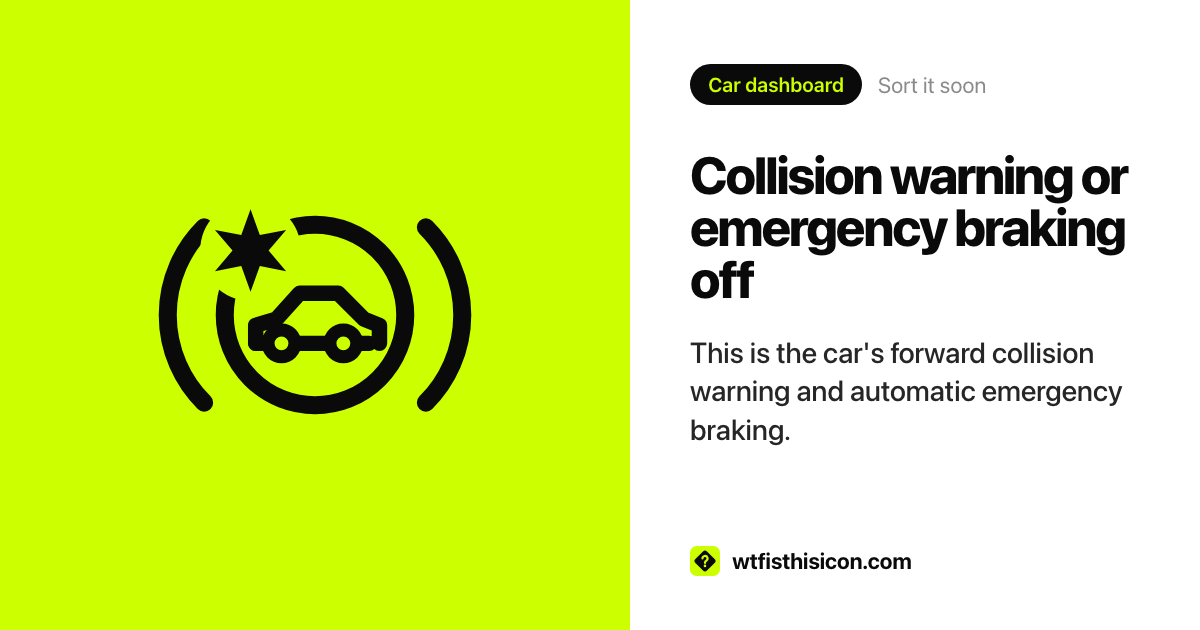 Car dashboard
Sort it soon
Collision warning or
emergency braking
off
This is the car's forward collision
warning and automatic emergency
braking.
?
wtfisthisicon.com